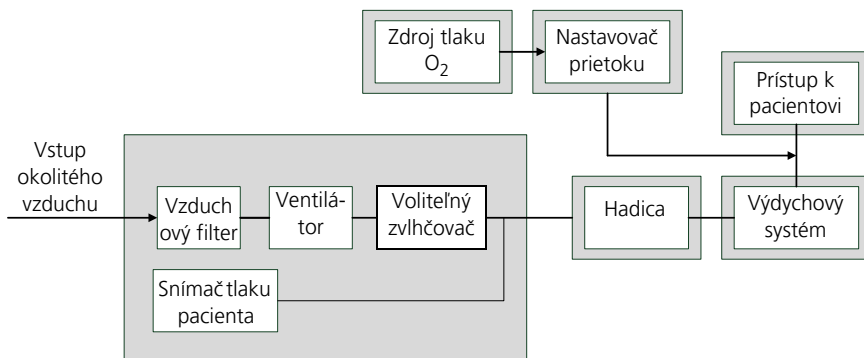 Zdroj tlaku
O2
Nastavovač
prietoku
Prístup k
pacientovi
Vstup
okolitého
vzduchu
Vzduch
ový filter
Ventilá-
tor
Voliteľný
zvlhčovač
Hadica
Výdychový
systém
Snímač tlaku
pacienta